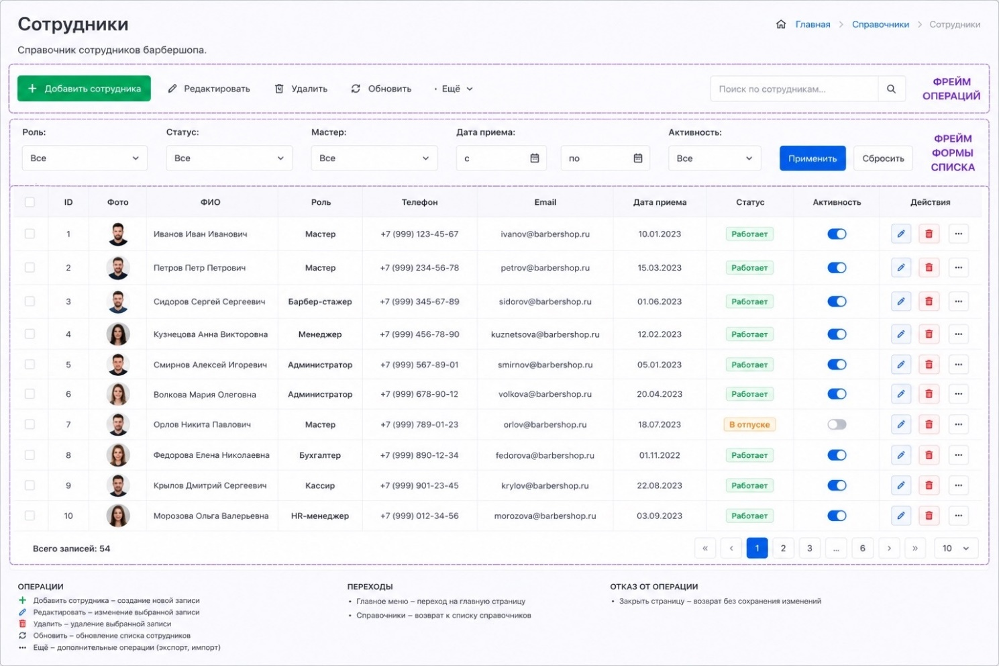 Сотрудники
Главная > Справочники > Сотрудники
Справочник сотрудников барбершопа.
+ Добавить сотрудника Редактировать Удалить Обновить · Ещё Поиск по сотрудникам...
ФРЕЙМ
ОПЕРАЦИЙ
Роль: Статус: Мастер: Дата приема: Активность:
Все Все Все с по Все Применить Сбросить
ФРЕЙМ
ФОРМЫ
СПИСКА
ID Фото ФИО Роль Телефон Email Дата приема Статус Активность Действия
1 Иванов Иван Иванович Мастер +7 (999) 123-45-67 ivanov@barbershop.ru 10.01.2023 Работает ...
2 Петров Петр Петрович Мастер +7 (999) 234-56-78 petrov@barbershop.ru 15.03.2023 Работает ...
3 Сидоров Сергей Сергеевич Барбер-стажер +7 (999) 345-67-89 sidorov@barbershop.ru 01.06.2023 Работает ...
4 Кузнецова Анна Викторовна Менеджер +7 (999) 456-78-90 kuznetsova@barbershop.ru 12.02.2023 Работает ...
5 Смирнов Алексей Игоревич Администратор +7 (999) 567-89-01 smirnov@barbershop.ru 05.01.2023 Работает ...
6 Волкова Мария Олеговна Администратор +7 (999) 678-90-12 volkova@barbershop.ru 20.04.2023 Работает ...
7 Орлов Никита Павлович Мастер +7 (999) 789-01-23 orlov@barbershop.ru 18.07.2023 В отпуске ...
8 Федорова Елена Николаевна Бухгалтер +7 (999) 890-12-34 fedorova@barbershop.ru 01.11.2022 Работает ...
9 Крылов Дмитрий Сергеевич Кассир +7 (999) 901-23-45 krylov@barbershop.ru 22.08.2023 Работает ...
10 Морозова Ольга Валерьевна HR-менеджер +7 (999) 012-34-56 morozova@barbershop.ru 03.09.2023 Работает ...
Всего записей: 54 « ‹ 1 2 3 ... 6 › » 10
ОПЕРАЦИИ
+ Добавить сотрудника – создание новой записи
Редактировать – изменение выбранной записи
Удалить – удаление выбранной записи
Обновить – обновление списка сотрудников
... Ещё – дополнительные операции (экспорт, импорт)
ПЕРЕХОДЫ
• Главное меню – переход на главную страницу
• Справочники – возврат к списку справочников
ОТКАЗ ОТ ОПЕРАЦИИ
• Закрыть страницу – возврат без сохранения изменений